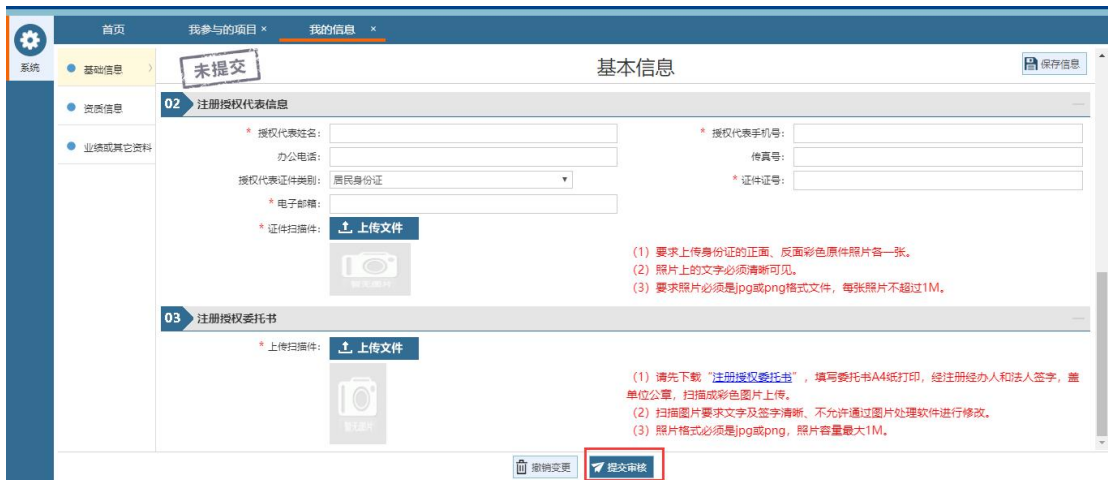 首页 我参与的项目 × 我的信息 ×
系统
基础信息
资质信息
业绩或其它资料
未提交
基本信息
保存信息
02 注册授权代表信息
* 授权代表姓名: * 授权代表手机号:
办公电话: 传真号:
授权代表证件类别: 居民身份证 * 证件证号:
* 电子邮箱:
* 证件扫描件: 上传文件
暂无图片
(1) 要求上传身份证的正面、反面彩色原件照片各一张。
(2) 照片上的文字必须清晰可见。
(3) 要求照片必须是jpg或png格式文件，每张照片不超过1M。
03 注册授权委托书
* 上传扫描件: 上传文件
暂无图片
(1) 请先下载“注册授权委托书”，填写委托书A4纸打印，经注册经办人和法人签字，盖
单位公章，扫描成彩色图片上传。
(2) 扫描图片要求文字及签字清晰、不允许通过图片处理软件进行修改。
(3) 照片格式必须是jpg或png，照片容量最大1M。
撤销变更 提交审核